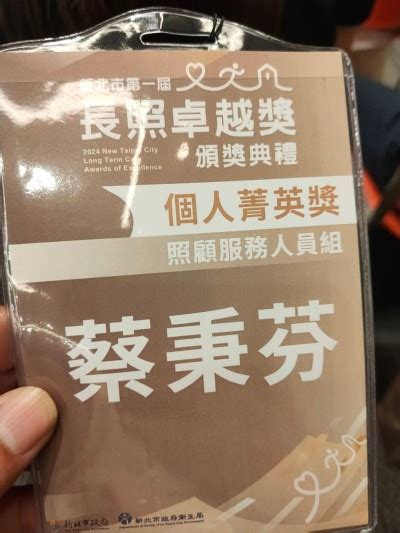 新北市第一屆
長照卓越獎
2024 New Taipei City
Long Term Care
Awards of Excellence
頒獎典禮
個人菁英獎
照顧服務人員組
蔡秉芬
新北市政府
新北市政府衛生局